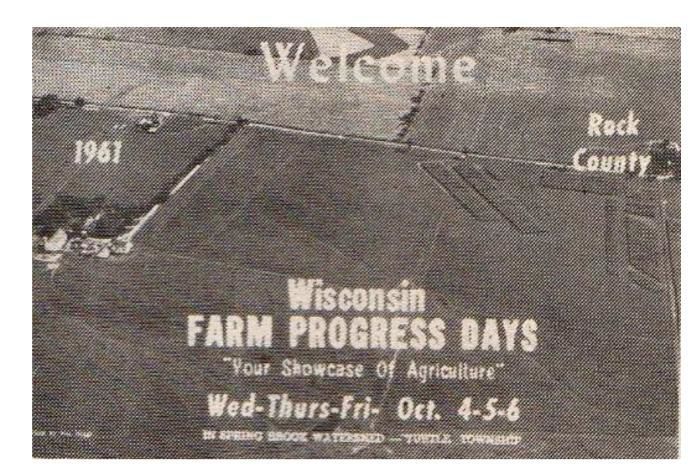 Welcome
1961
Rock
County
Wisconsin
FARM PROGRESS DAYS
"Your Showcase Of Agriculture"
Wed-Thurs-Fri- Oct. 4-5-6
IN SPRING BROOK WATERSHED — TURTLE TOWNSHIP